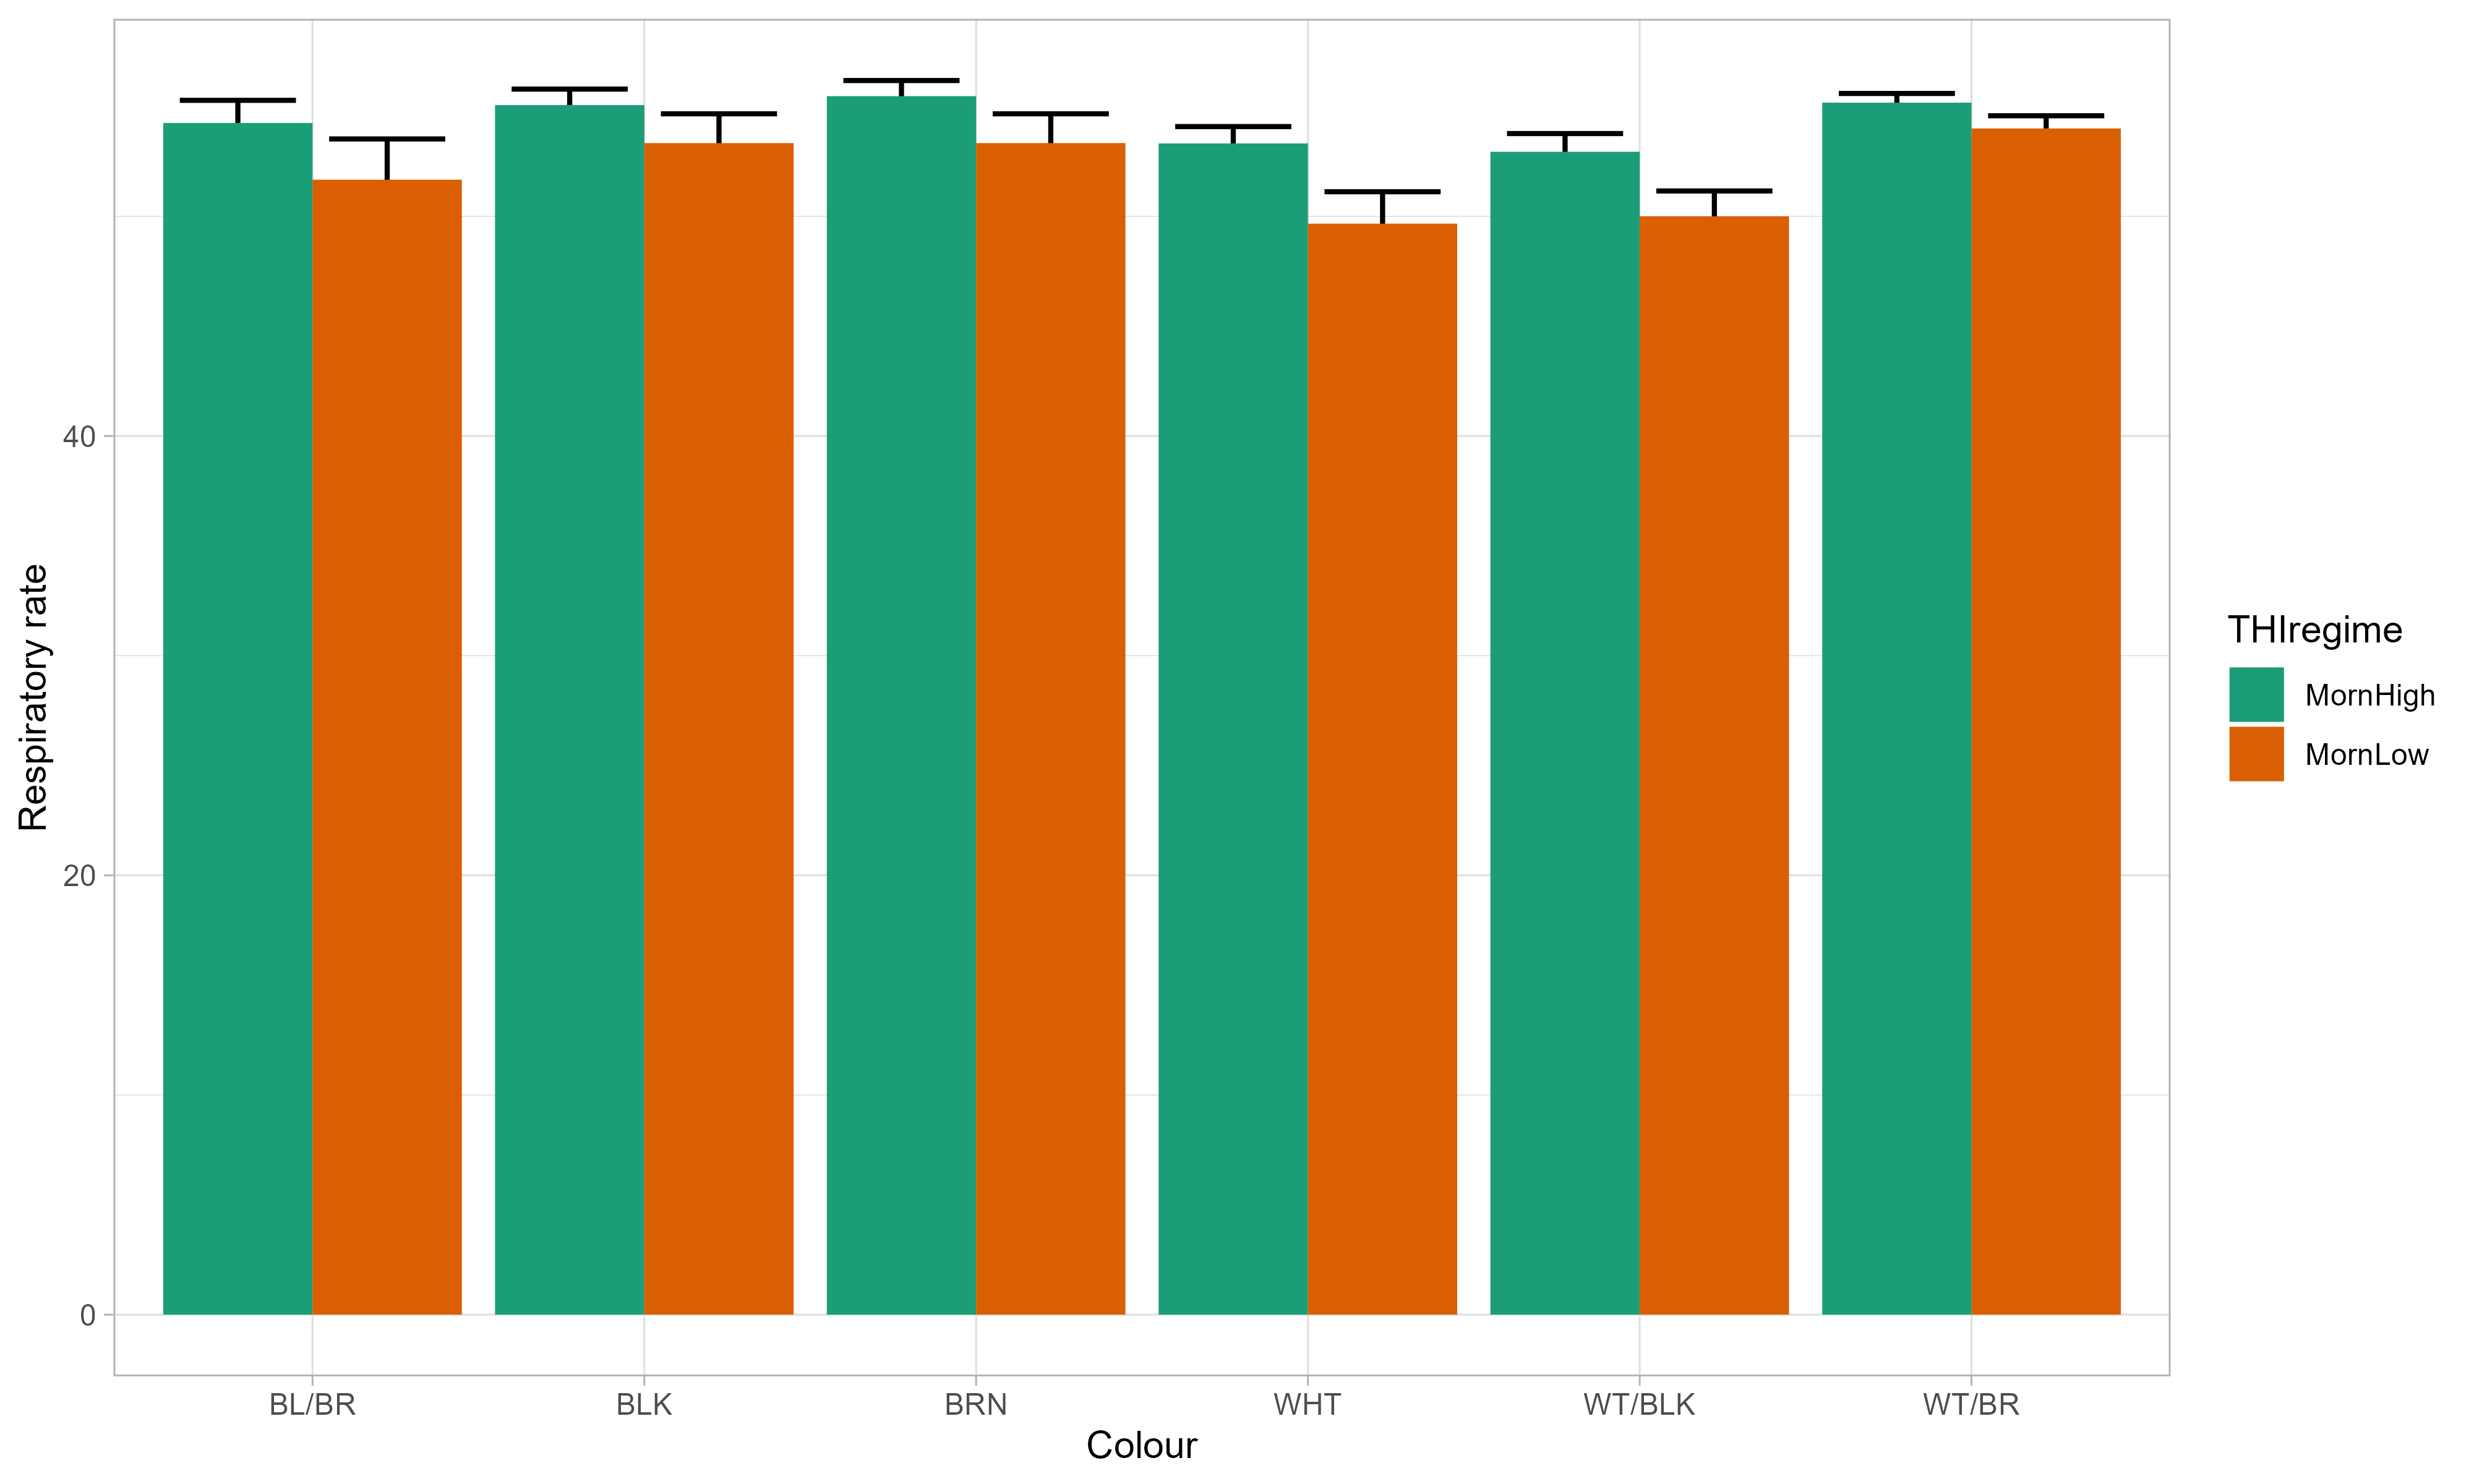 Respiratory rate
40
20
0
BL/BR BLK BRN WHT WT/BLK WT/BR
Colour
THIregime
MornHigh
MornLow